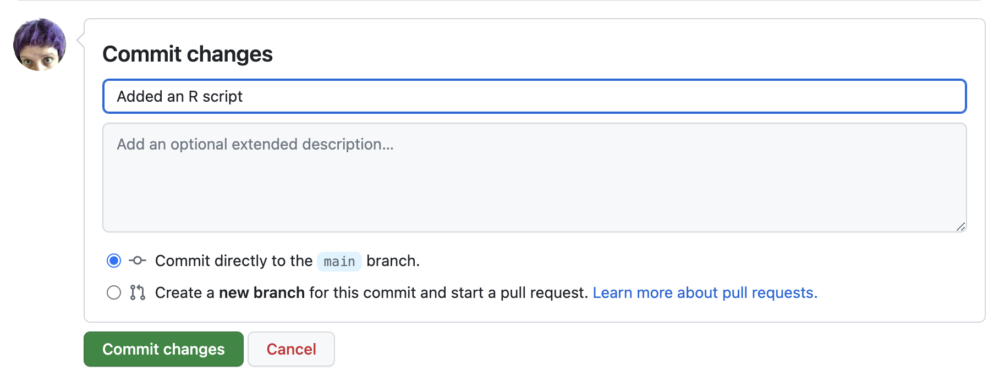 Commit changes
Added an R script
Add an optional extended description...
Commit directly to the main branch.
Create a new branch for this commit and start a pull request. Learn more about pull requests.
Commit changes Cancel